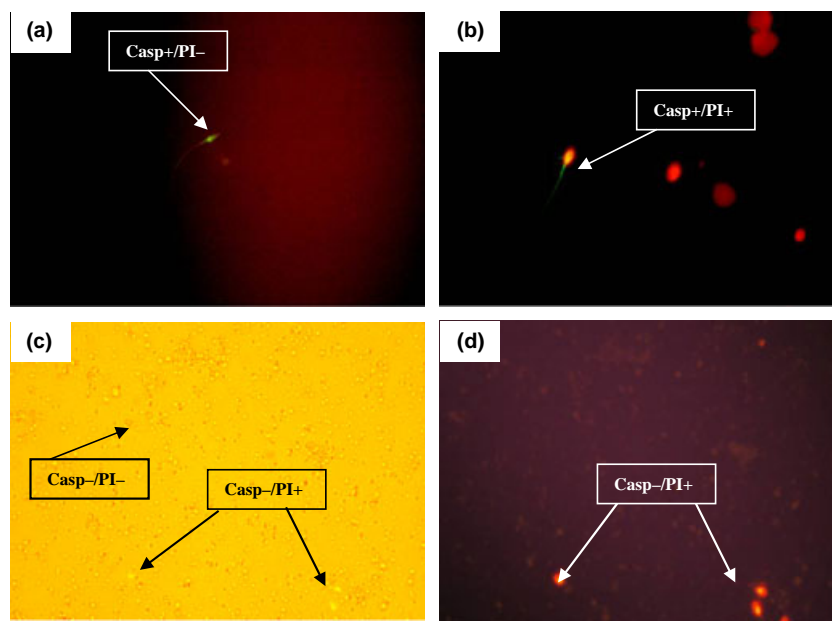 (a)
Casp+/PI–
(b)
Casp+/PI+
(c)
Casp–/PI–
Casp–/PI+
(d)
Casp–/PI+